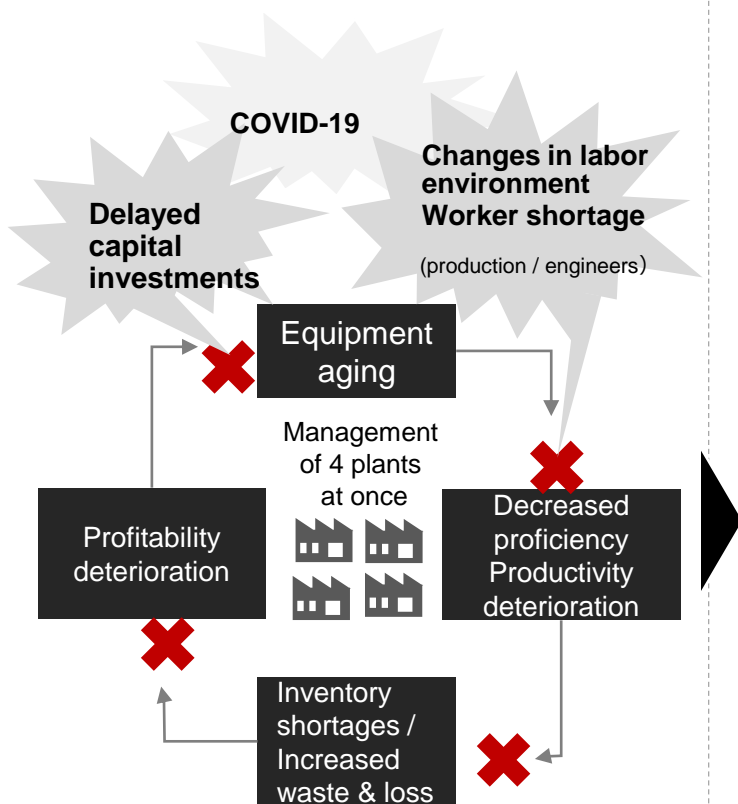 COVID-19
Changes in labor
environment
Worker shortage
(production / engineers）
Delayed
capital
investments
Equipment
aging
Management
of 4 plants
at once
Profitability
deterioration
Decreased
proficiency
Productivity
deterioration
Inventory
shortages /
Increased
waste & loss